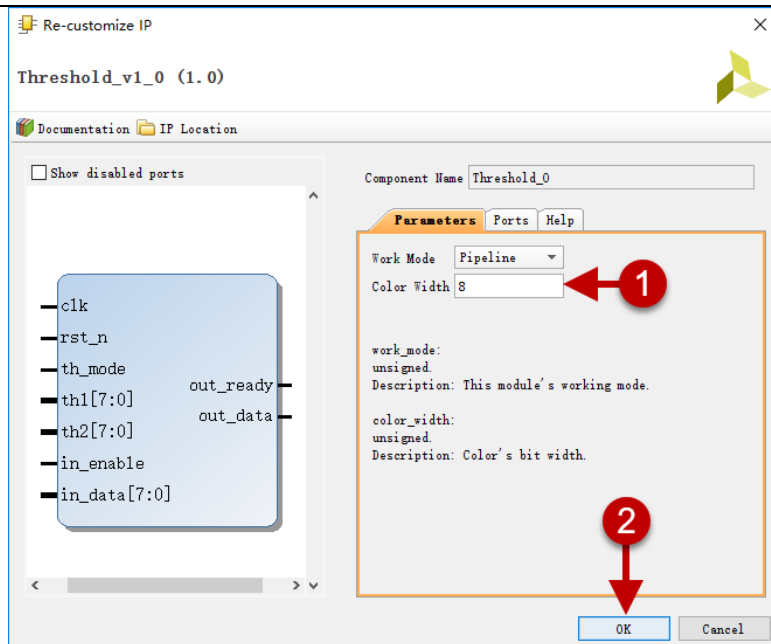 Re-customize IP
Threshold_v1_0 (1.0)
Documentation IP Location
Show disabled ports
clk
rst_n
th_mode
th1[7:0]
th2[7:0]
in_enable
in_data[7:0]
out_ready
out_data
Component Name Threshold_0
Parameters Ports Help
Work Mode Pipeline
Color Width 8
1
work_mode:
unsigned.
Description: This module's working mode.
color_width:
unsigned.
Description: Color's bit width.
2
OK Cancel